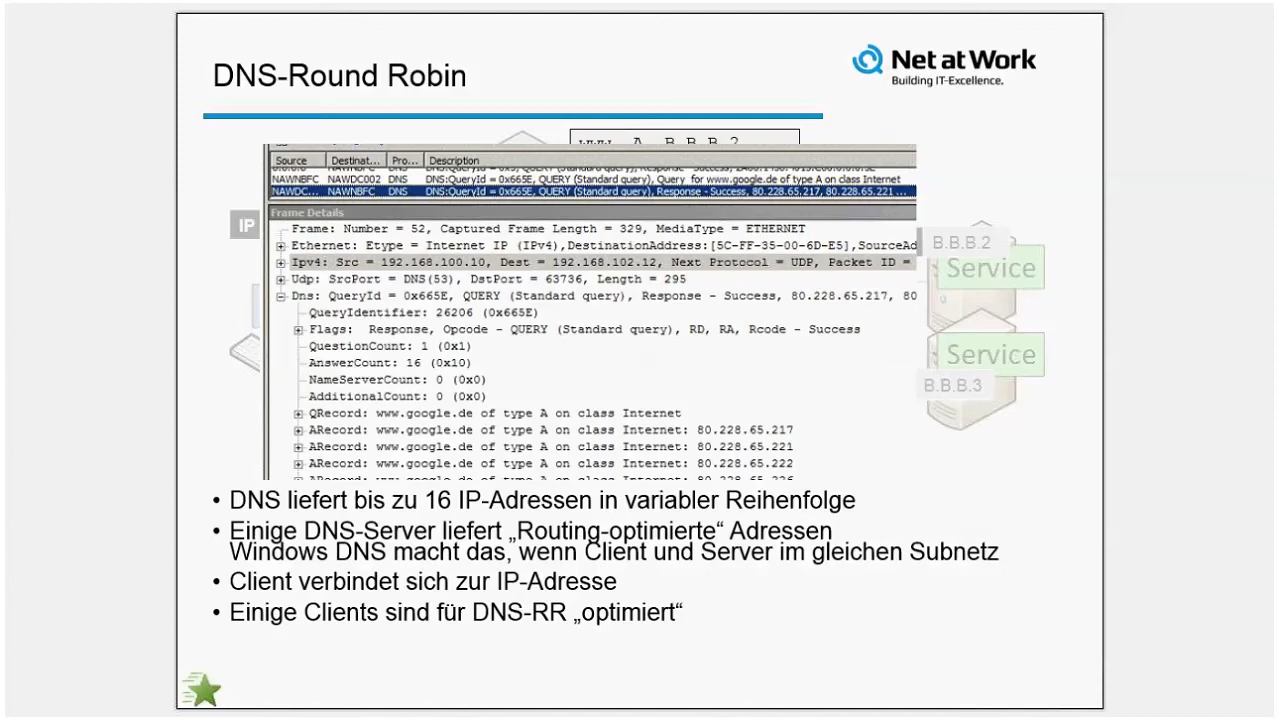 DNS-Round Robin
Net at Work
Building IT-Excellence.
www A B.B.B.2
Source Destinat... Pro... Description
NAWNBFC NAWDC002 DNS DNS:QueryId = 0x665E, QUERY (Standard query), Query for www.google.de of type A on class Internet
NAWDC... NAWNBFC DNS DNS:QueryId = 0x665E, QUERY (Standard query), Response - Success, 80.228.65.217, 80.228.65.221 ...
Frame Details
Frame: Number = 52, Captured Frame Length = 329, MediaType = ETHERNET
Ethernet: Etype = Internet IP (IPv4),DestinationAddress:[5C-FF-35-00-6D-E5],SourceAd
Ipv4: Src = 192.168.100.10, Dest = 192.168.102.12, Next Protocol = UDP, Packet ID =
Udp: SrcPort = DNS(53), DstPort = 63736, Length = 295
Dns: QueryId = 0x665E, QUERY (Standard query), Response - Success, 80.228.65.217, 80
QueryIdentifier: 26206 (0x665E)
Flags: Response, Opcode - QUERY (Standard query), RD, RA, Rcode - Success
QuestionCount: 1 (0x1)
AnswerCount: 16 (0x10)
NameServerCount: 0 (0x0)
AdditionalCount: 0 (0x0)
QRecord: www.google.de of type A on class Internet
ARecord: www.google.de of type A on class Internet: 80.228.65.217
ARecord: www.google.de of type A on class Internet: 80.228.65.221
ARecord: www.google.de of type A on class Internet: 80.228.65.222
IP
B.B.B.2
Service
Service
B.B.B.3
• DNS liefert bis zu 16 IP-Adressen in variabler Reihenfolge
• Einige DNS-Server liefert „Routing-optimierte“ Adressen
Windows DNS macht das, wenn Client und Server im gleichen Subnetz
• Client verbindet sich zur IP-Adresse
• Einige Clients sind für DNS-RR „optimiert“